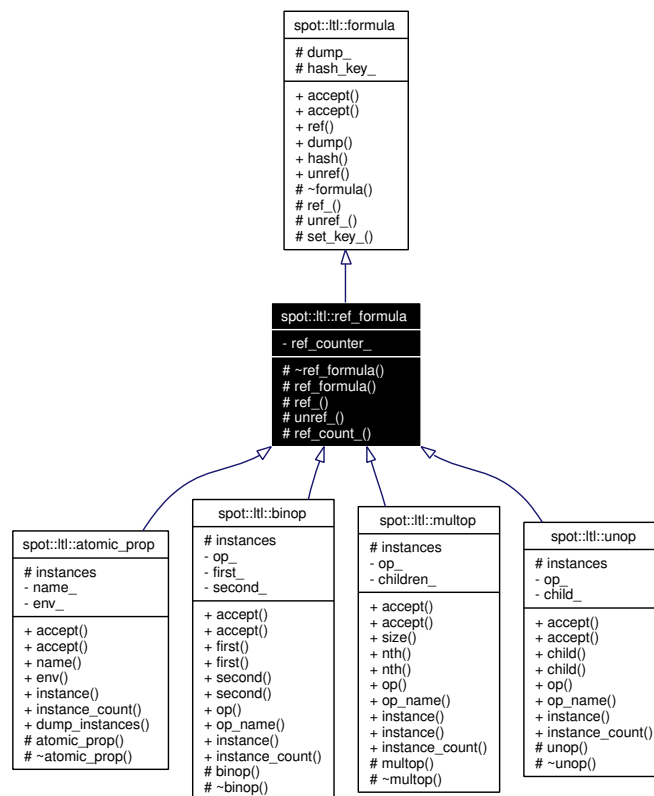 spot::ltl::formula
# dump_
# hash_key_
+ accept()
+ accept()
+ ref()
+ dump()
+ hash()
+ unref()
# ~formula()
# ref_()
# unref_()
# set_key_()
spot::ltl::ref_formula
- ref_counter_
# ~ref_formula()
# ref_formula()
# ref_()
# unref_()
# ref_count_()
spot::ltl::atomic_prop
# instances
- name_
- env_
+ accept()
+ accept()
+ name()
+ env()
+ instance()
+ instance_count()
+ dump_instances()
# atomic_prop()
# ~atomic_prop()
spot::ltl::binop
# instances
- op_
- first_
- second_
+ accept()
+ accept()
+ first()
+ first()
+ second()
+ second()
+ op()
+ op_name()
+ instance()
+ instance_count()
# binop()
# ~binop()
spot::ltl::multop
# instances
- op_
- children_
+ accept()
+ accept()
+ size()
+ nth()
+ nth()
+ op()
+ op_name()
+ instance()
+ instance()
+ instance_count()
# multop()
# ~multop()
spot::ltl::unop
# instances
- op_
- child_
+ accept()
+ accept()
+ child()
+ child()
+ op()
+ op_name()
+ instance()
+ instance_count()
# unop()
# ~unop()